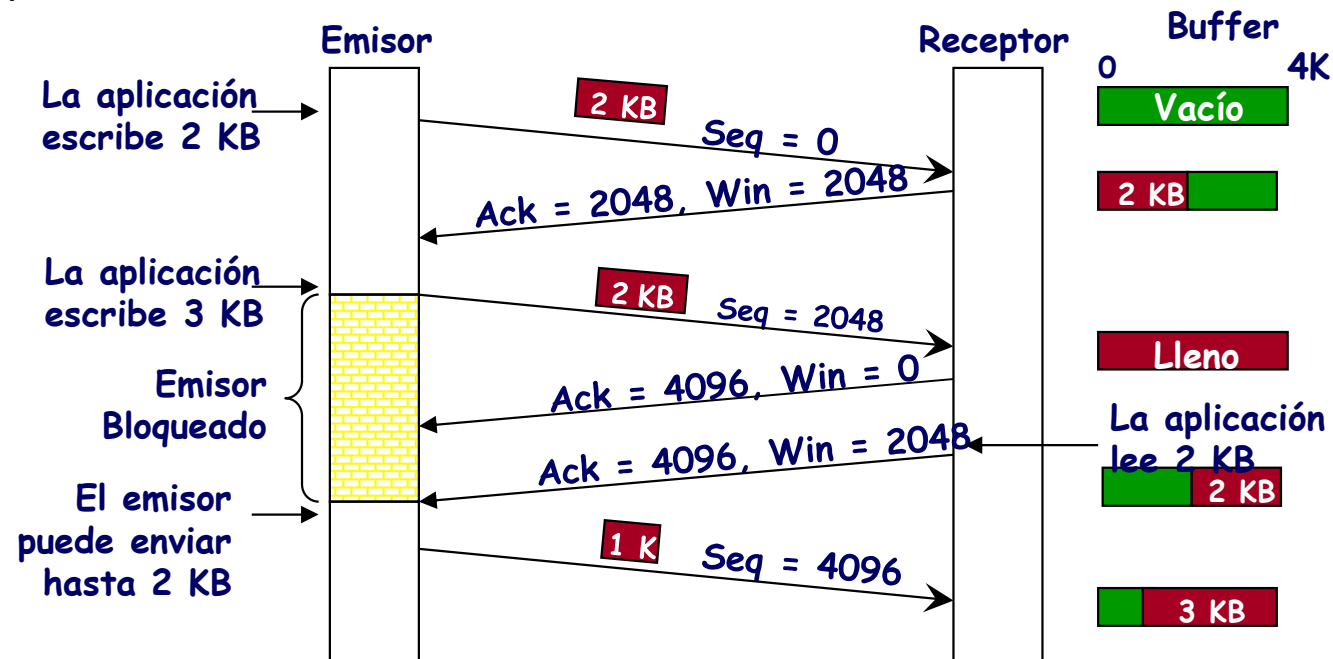 Emisor
Receptor
Buffer
0
4K
La aplicación
escribe 2 KB
2 KB
Seq = 0
Vacío
Ack = 2048, Win = 2048
2 KB
La aplicación
escribe 3 KB
2 KB
Seq = 2048
Lleno
Emisor
Bloqueado
Ack = 4096, Win = 0
La aplicación
lee 2 KB
Ack = 4096, Win = 2048
2 KB
El emisor
puede enviar
hasta 2 KB
1 K
Seq = 4096
3 KB